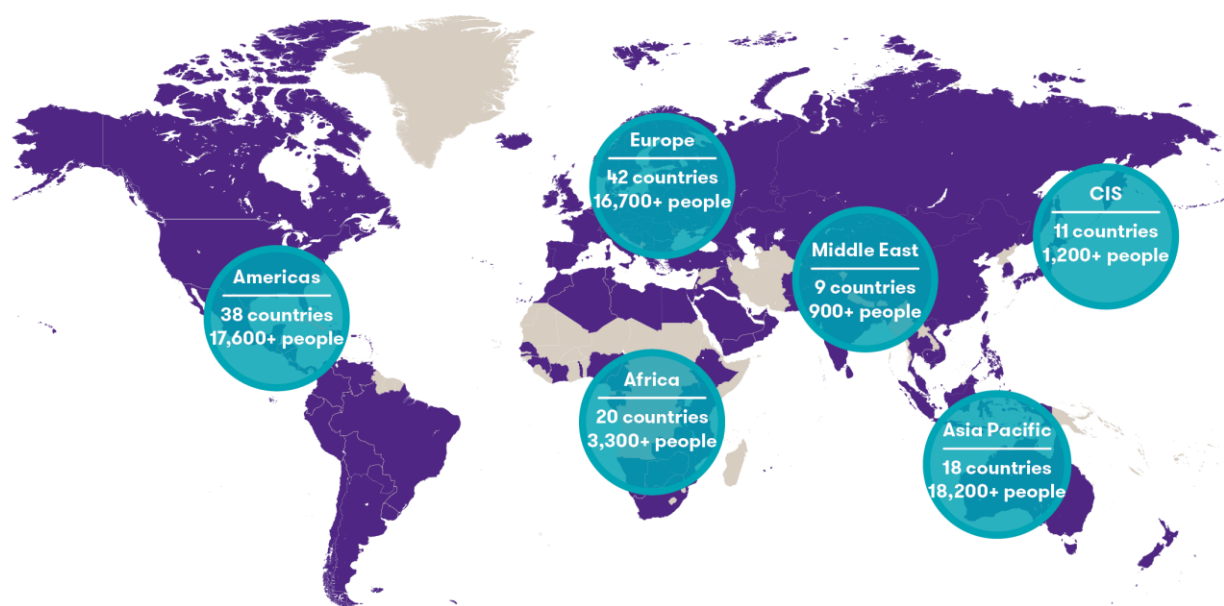 Europe
42 countries
16,700+ people
CIS
11 countries
1,200+ people
Middle East
9 countries
900+ people
Americas
38 countries
17,600+ people
Africa
20 countries
3,300+ people
Asia Pacific
18 countries
18,200+ people